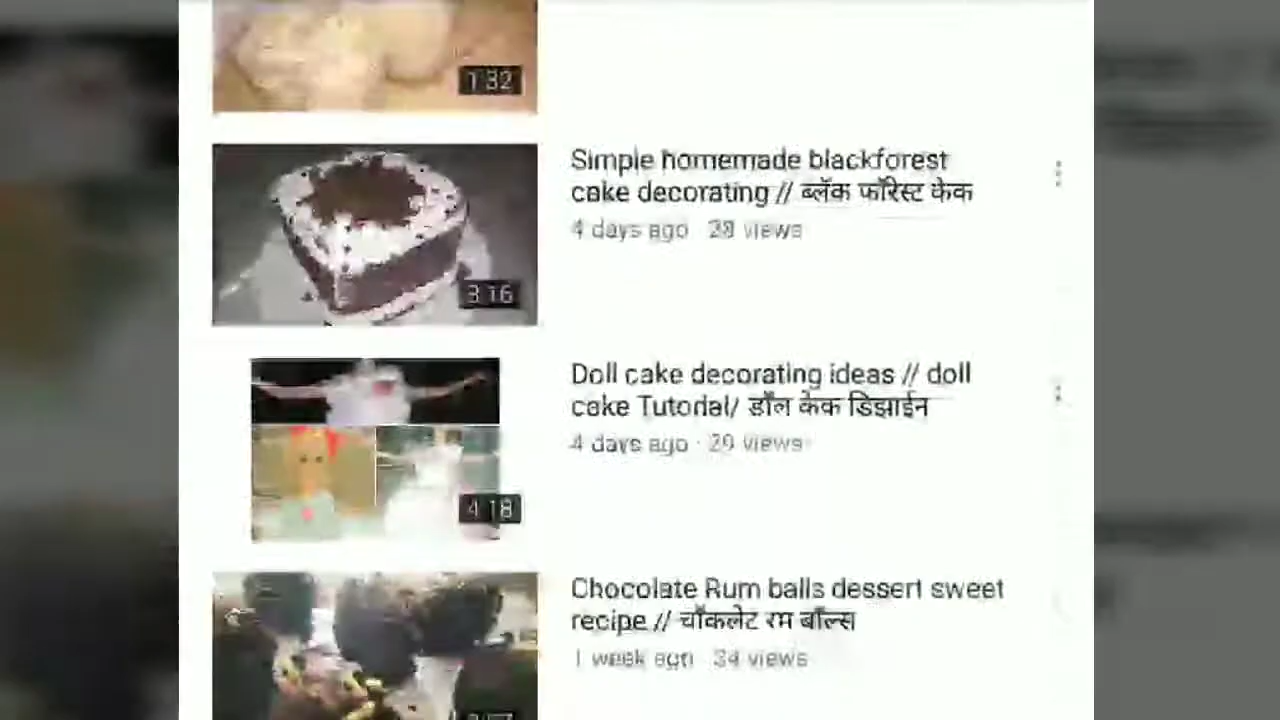 1:32
Simple homemade blackforest
cake decorating // ब्लॅक फॉरेस्ट केक
4 days ago views
3:16
Doll cake decorating ideas // doll
cake Tutorial/ डॉल केक डिझाईन
4 days ago · 29 views
4:18
Chocolate Rum balls dessert sweet
recipe // चॉकलेट रम बॉल्स
1 week ago 34 views